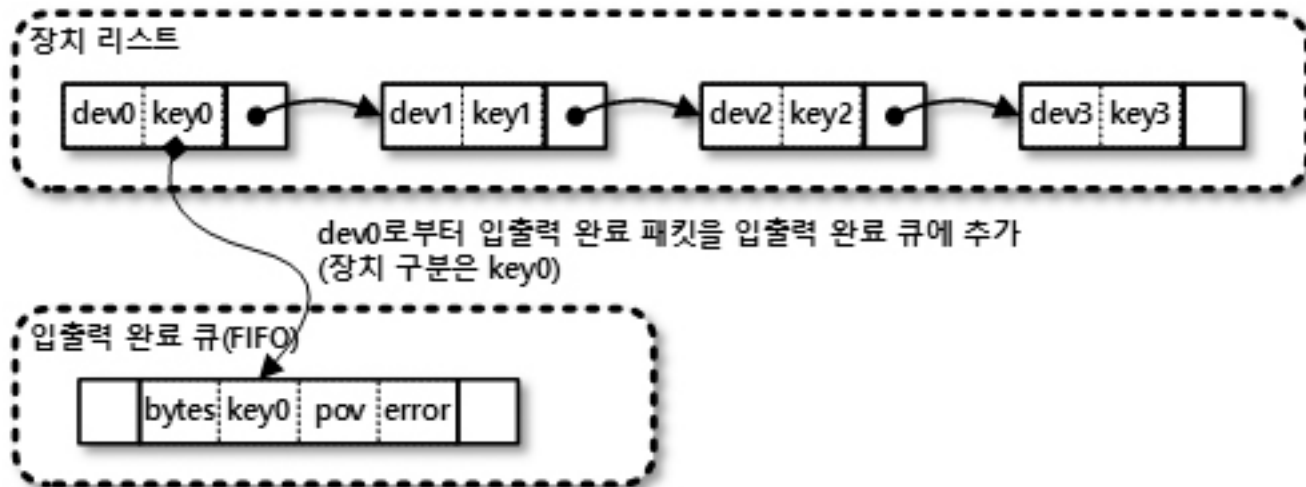 장치 리스트
dev0 key0 dev1 key1 dev2 key2 dev3 key3
dev0로부터 입출력 완료 패킷을 입출력 완료 큐에 추가
(장치 구분은 key0)
입출력 완료 큐(FIFO)
bytes key0 pov error